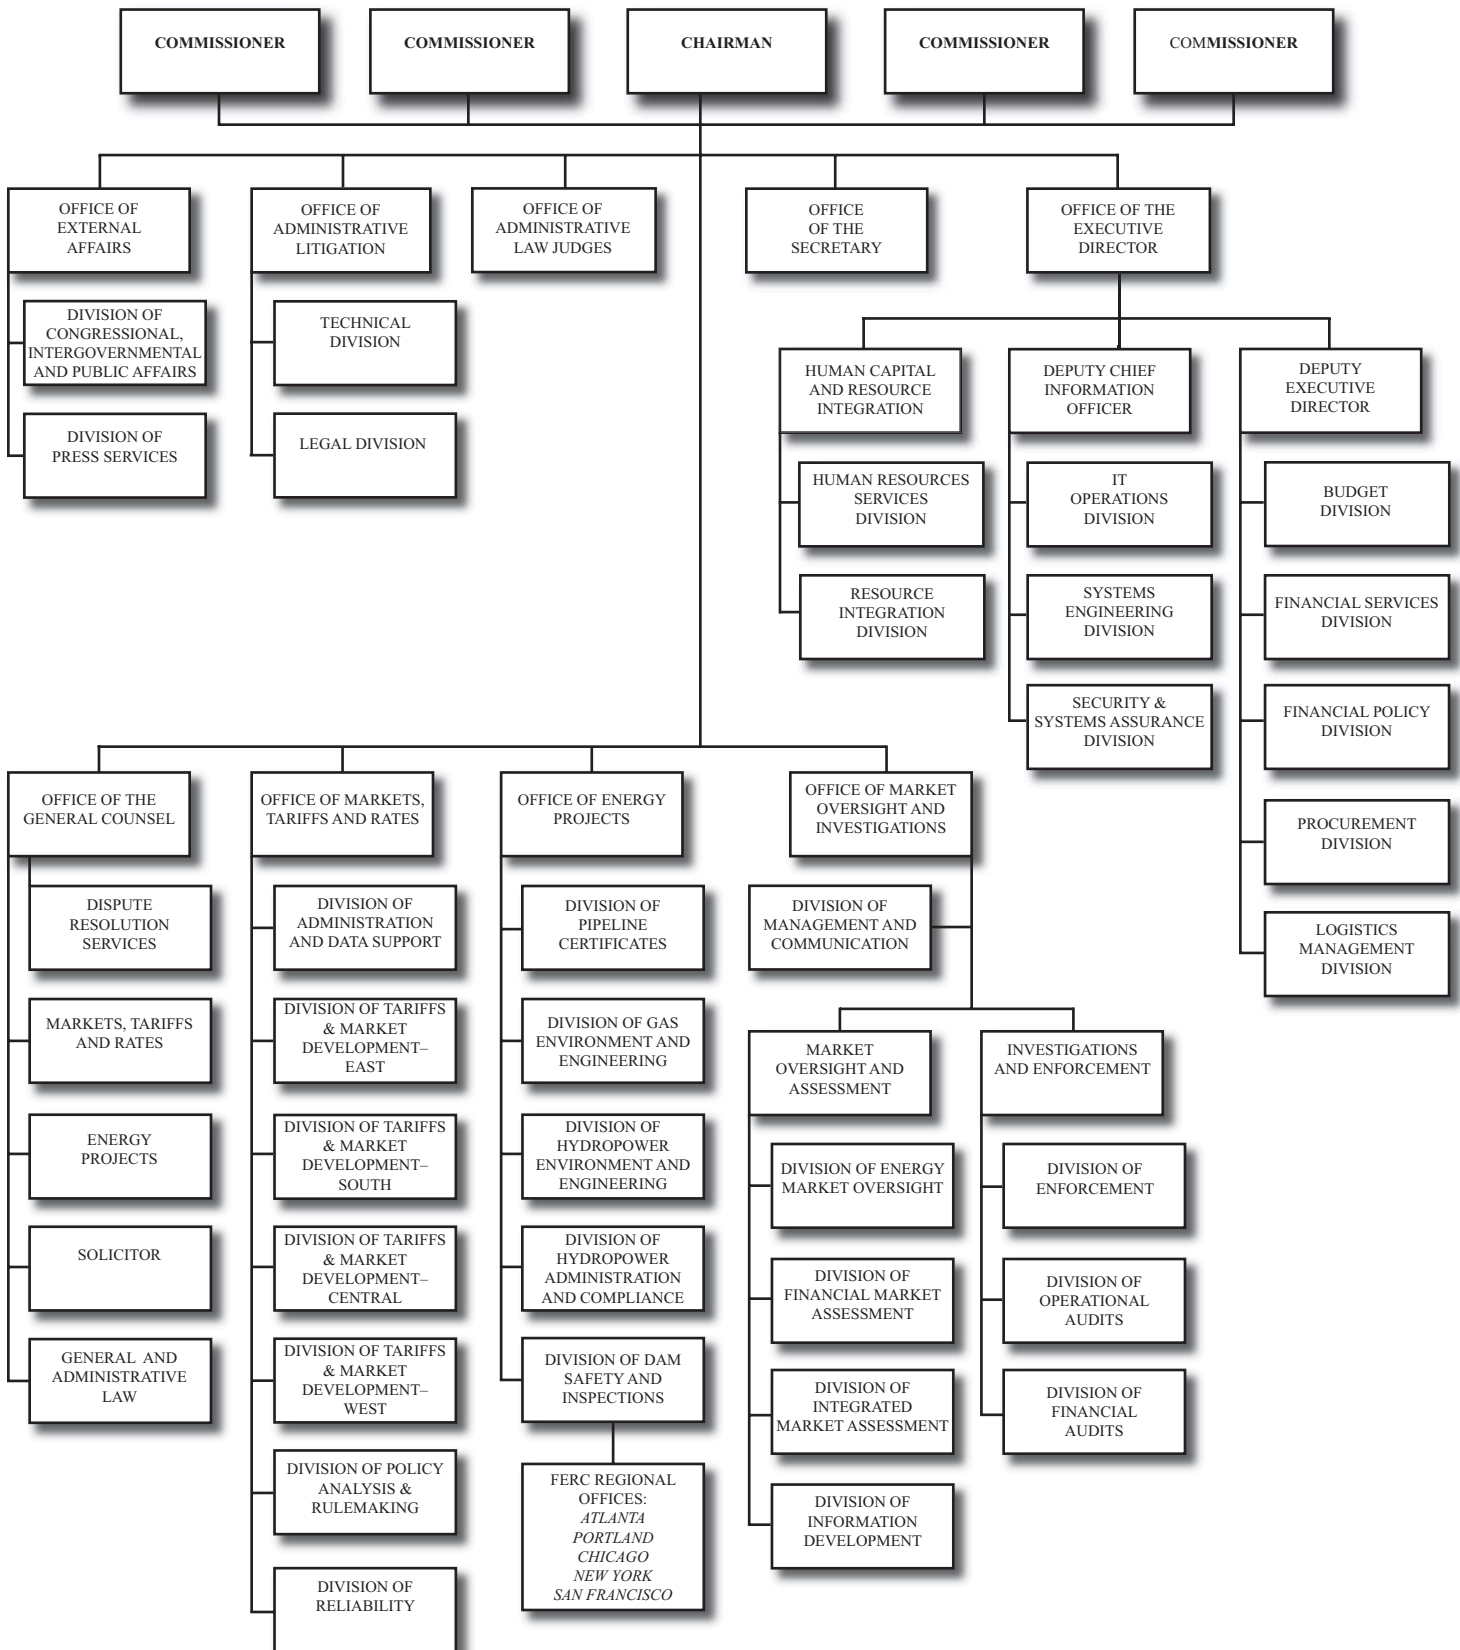 COMMISSIONER
COMMISSIONER
CHAIRMAN
COMMISSIONER
COMMISSIONER
OFFICE OF
EXTERNAL
AFFAIRS
DIVISION OF
CONGRESSIONAL,
INTERGOVERNMENTAL
AND PUBLIC AFFAIRS
DIVISION OF
PRESS SERVICES
OFFICE OF
ADMINISTRATIVE
LITIGATION
TECHNICAL
DIVISION
LEGAL DIVISION
OFFICE OF
ADMINISTRATIVE
LAW JUDGES
OFFICE
OF THE
SECRETARY
OFFICE OF THE
EXECUTIVE
DIRECTOR
HUMAN CAPITAL
AND RESOURCE
INTEGRATION
HUMAN RESOURCES
SERVICES
DIVISION
RESOURCE
INTEGRATION
DIVISION
DEPUTY CHIEF
INFORMATION
OFFICER
IT
OPERATIONS
DIVISION
SYSTEMS
ENGINEERING
DIVISION
SECURITY &
SYSTEMS ASSURANCE
DIVISION
DEPUTY
EXECUTIVE
DIRECTOR
BUDGET
DIVISION
FINANCIAL SERVICES
DIVISION
FINANCIAL POLICY
DIVISION
PROCUREMENT
DIVISION
LOGISTICS
MANAGEMENT
DIVISION
OFFICE OF THE
GENERAL COUNSEL
DISPUTE
RESOLUTION
SERVICES
MARKETS, TARIFFS
AND RATES
ENERGY
PROJECTS
SOLICITOR
GENERAL AND
ADMINISTRATIVE
LAW
OFFICE OF MARKETS,
TARIFFS AND RATES
DIVISION OF
ADMINISTRATION
AND DATA SUPPORT
DIVISION OF TARIFFS
& MARKET
DEVELOPMENT–
EAST
DIVISION OF TARIFFS
& MARKET
DEVELOPMENT–
SOUTH
DIVISION OF TARIFFS
& MARKET
DEVELOPMENT–
CENTRAL
DIVISION OF TARIFFS
& MARKET
DEVELOPMENT–
WEST
DIVISION OF POLICY
ANALYSIS &
RULEMAKING
DIVISION OF
RELIABILITY
OFFICE OF ENERGY
PROJECTS
DIVISION OF
PIPELINE
CERTIFICATES
DIVISION OF GAS
ENVIRONMENT AND
ENGINEERING
DIVISION OF
HYDROPOWER
ENVIRONMENT AND
ENGINEERING
DIVISION OF
HYDROPOWER
ADMINISTRATION
AND COMPLIANCE
DIVISION OF DAM
SAFETY AND
INSPECTIONS
FERC REGIONAL
OFFICES:
ATLANTA
PORTLAND
CHICAGO
NEW YORK
SAN FRANCISCO
OFFICE OF MARKET
OVERSIGHT AND
INVESTIGATIONS
DIVISION OF
MANAGEMENT AND
COMMUNICATION
MARKET
OVERSIGHT AND
ASSESSMENT
DIVISION OF ENERGY
MARKET OVERSIGHT
DIVISION OF
FINANCIAL MARKET
ASSESSMENT
DIVISION OF
INTEGRATED
MARKET ASSESSMENT
DIVISION OF
INFORMATION
DEVELOPMENT
INVESTIGATIONS
AND ENFORCEMENT
DIVISION OF
ENFORCEMENT
DIVISION OF
OPERATIONAL
AUDITS
DIVISION OF
FINANCIAL
AUDITS